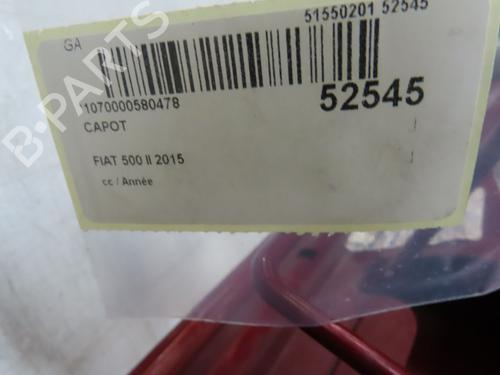 GA
51550201 52545
1070000580478
52545
CAPOT
FIAT 500 II 2015
cc / Année
B-PARTS